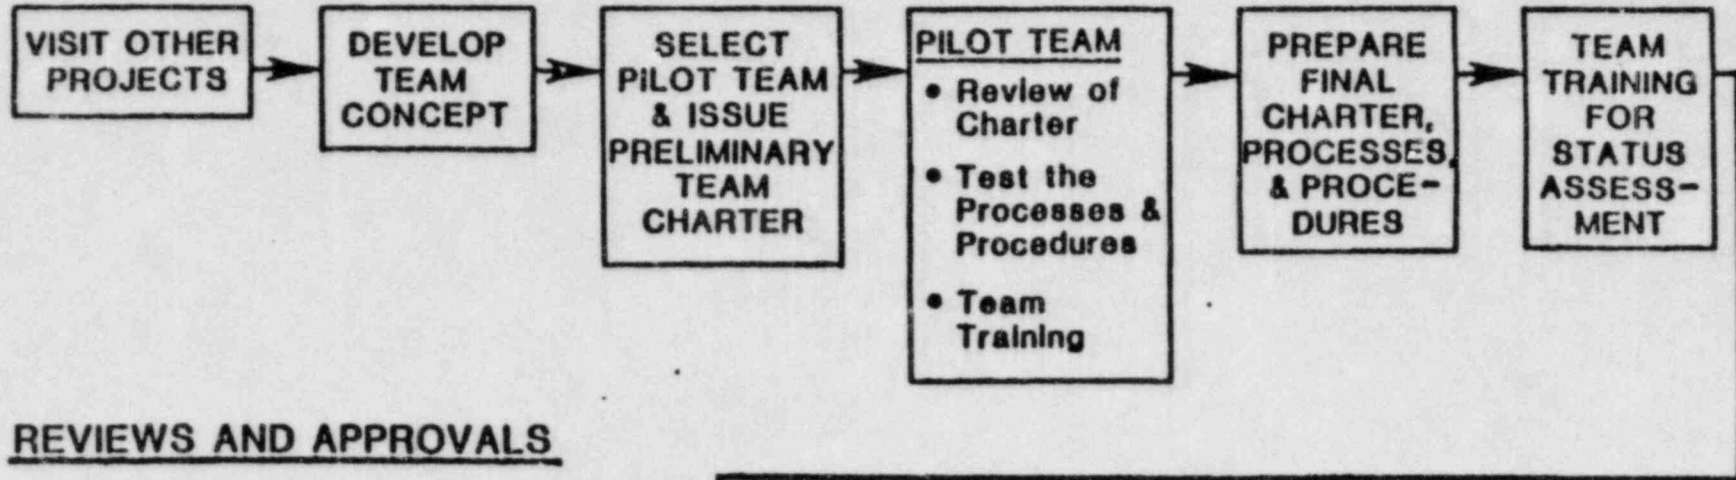 VISIT OTHER
PROJECTS
DEVELOP
TEAM
CONCEPT
SELECT
PILOT TEAM
& ISSUE
PRELIMINARY
TEAM
CHARTER
PILOT TEAM
• Review of
Charter
• Test the
Processes &
Procedures
• Team
Training
PREPARE
FINAL
CHARTER,
PROCESSES,
& PROCE-
DURES
TEAM
TRAINING
FOR
STATUS
ASSESS-
MENT
REVIEWS AND APPROVALS